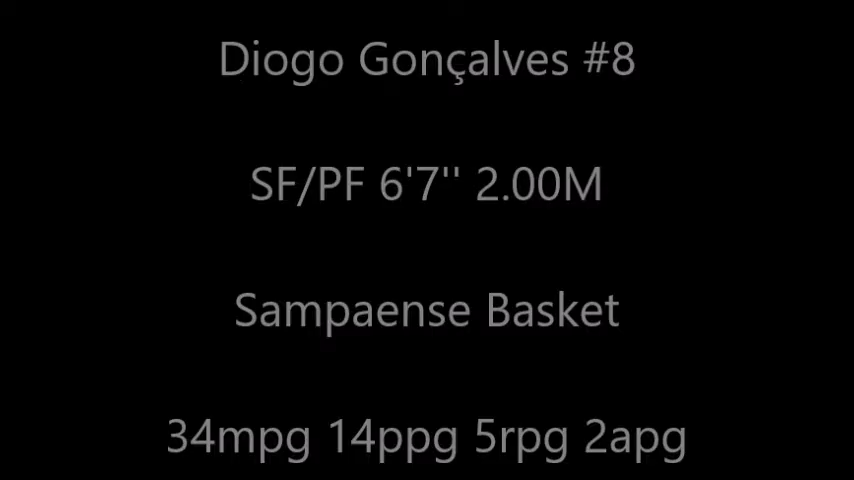 Diogo Gonçalves #8
SF/PF 6'7'' 2.00M
Sampaense Basket
34mpg 14ppg 5rpg 2apg